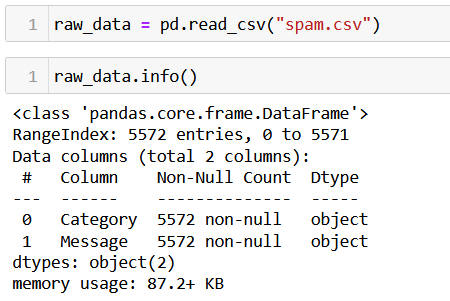 1 raw_data = pd.read_csv("spam.csv")
1 raw_data.info()
<class 'pandas.core.frame.DataFrame'>
RangeIndex: 5572 entries, 0 to 5571
Data columns (total 2 columns):
 #   Column    Non-Null Count  Dtype
---  ------    --------------  -----
 0   Category  5572 non-null   object
 1   Message   5572 non-null   object
dtypes: object(2)
memory usage: 87.2+ KB